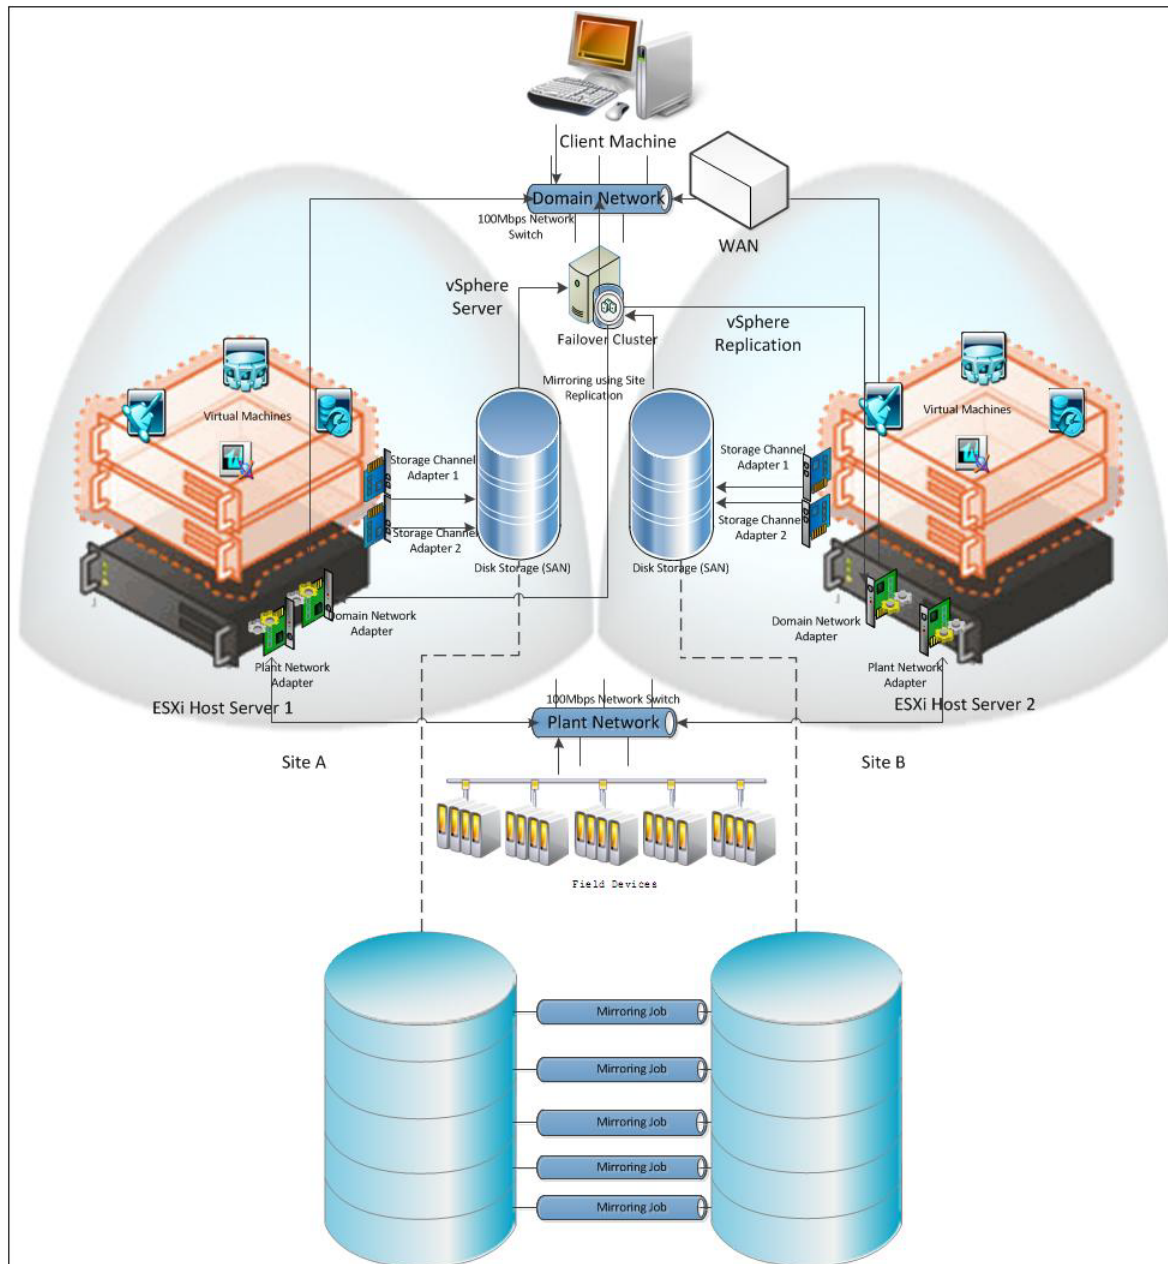 Client Machine
Domain Network
100Mbps Network
Switch
WAN
vSphere
Server
Failover Cluster
vSphere
Replication
Mirroring using Site
Replication
Virtual Machines
Virtual Machines
Storage Channel
Adapter 1
Storage Channel
Adapter 1
Storage Channel
Adapter 2
Storage Channel
Adapter 2
Disk Storage (SAN)
Disk Storage (SAN)
Domain Network
Adapter
Domain Network
Adapter
Plant Network
Adapter
Plant Network
Adapter
ESXi Host Server 1
ESXi Host Server 2
100Mbps Network Switch
Plant Network
Site A
Site B
Field Devices
Mirroring Job
Mirroring Job
Mirroring Job
Mirroring Job
Mirroring Job